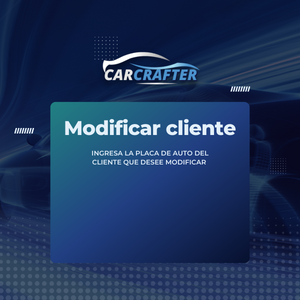 CARCRAFTER
Modificar cliente
INGRESA LA PLACA DE AUTO DEL
CLIENTE QUE DESEE MODIFICAR